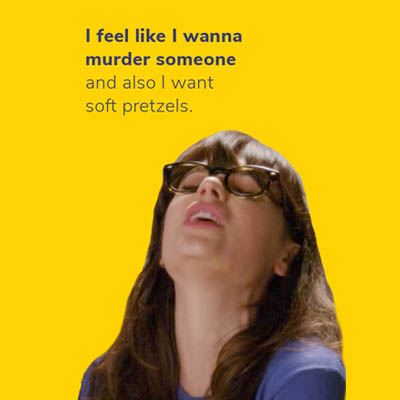 I feel like I wanna
murder someone
and also I want
soft pretzels.